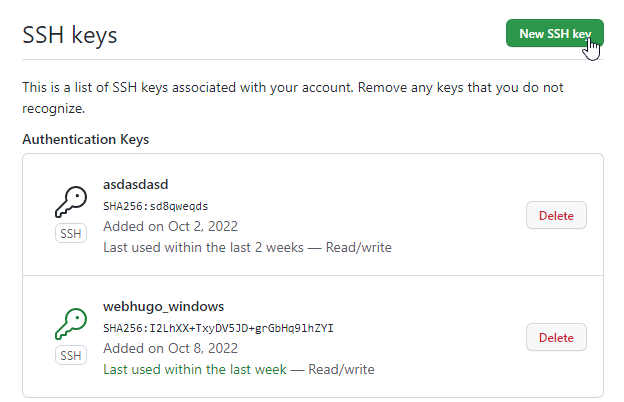 SSH keys
New SSH key
This is a list of SSH keys associated with your account. Remove any keys that you do not
recognize.
Authentication Keys
asdasdasd
SHA256:sd8qweqds
Added on Oct 2, 2022
Last used within the last 2 weeks — Read/write
SSH
Delete
webhugo_windows
SHA256:I2LhXX+TxyDV5JD+grGbHq9lhZYI
Added on Oct 8, 2022
Last used within the last week — Read/write
SSH
Delete